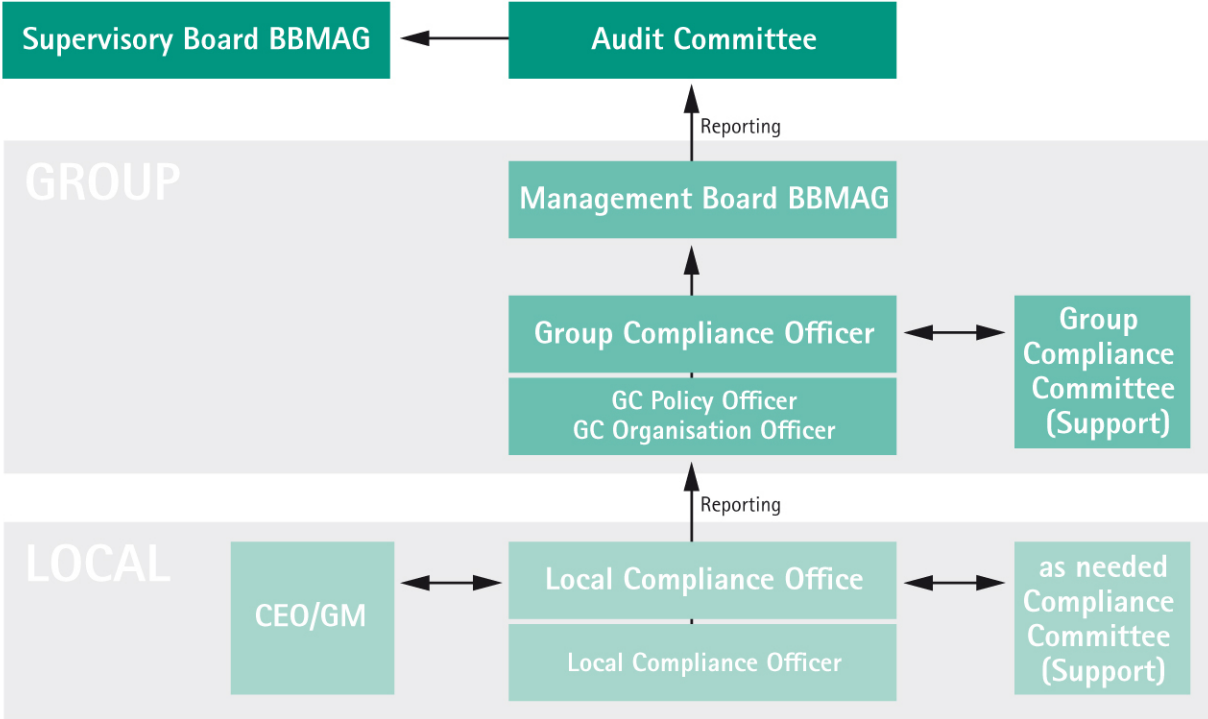 Supervisory Board BBMAG
Audit Committee
Reporting
GROUP
Management Board BBMAG
Group Compliance Officer
Group
Compliance
Committee
(Support)
GC Policy Officer
GC Organisation Officer
Reporting
LOCAL
CEO/GM
Local Compliance Office
Local Compliance Officer
as needed
Compliance
Committee
(Support)